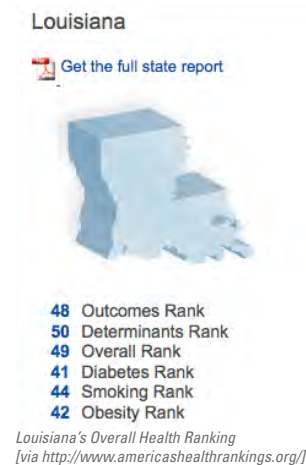 Louisiana
Get the full state report
48 Outcomes Rank
50 Determinants Rank
49 Overall Rank
41 Diabetes Rank
44 Smoking Rank
42 Obesity Rank
Louisiana's Overall Health Ranking
[via http://www.americashealthrankings.org/]